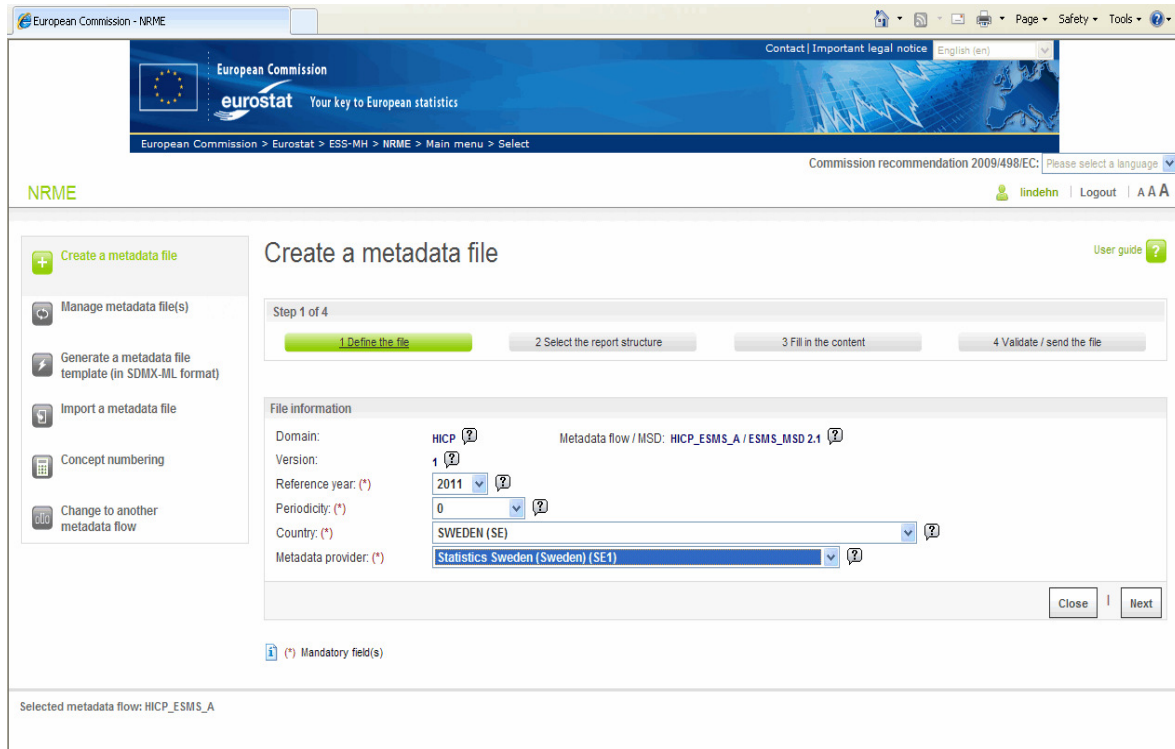 European Commission - NRME
Page Safety Tools
Contact | Important legal notice English (en)
European Commission
eurostat Your key to European statistics
European Commission > Eurostat > ESS-MH > NRME > Main menu > Select
Commission recommendation 2009/498/EC: Please select a language
NRME
lindehn | Logout | A A A
Create a metadata file
Manage metadata file(s)
Generate a metadata file
template (in SDMX-ML format)
Import a metadata file
Concept numbering
Change to another
metadata flow
Create a metadata file
User guide ?
Step 1 of 4
1 Define the file 2 Select the report structure 3 Fill in the content 4 Validate / send the file
File information
Domain: HICP ? Metadata flow / MSD: HICP_ESMS_A / ESMS_MSD 2.1 ?
Version: 1 ?
Reference year: (*) 2011 ?
Periodicity: (*) 0 ?
Country: (*) SWEDEN (SE) ?
Metadata provider: (*) Statistics Sweden (Sweden) (SE1) ?
Close | Next
(*) Mandatory field(s)
Selected metadata flow: HICP_ESMS_A